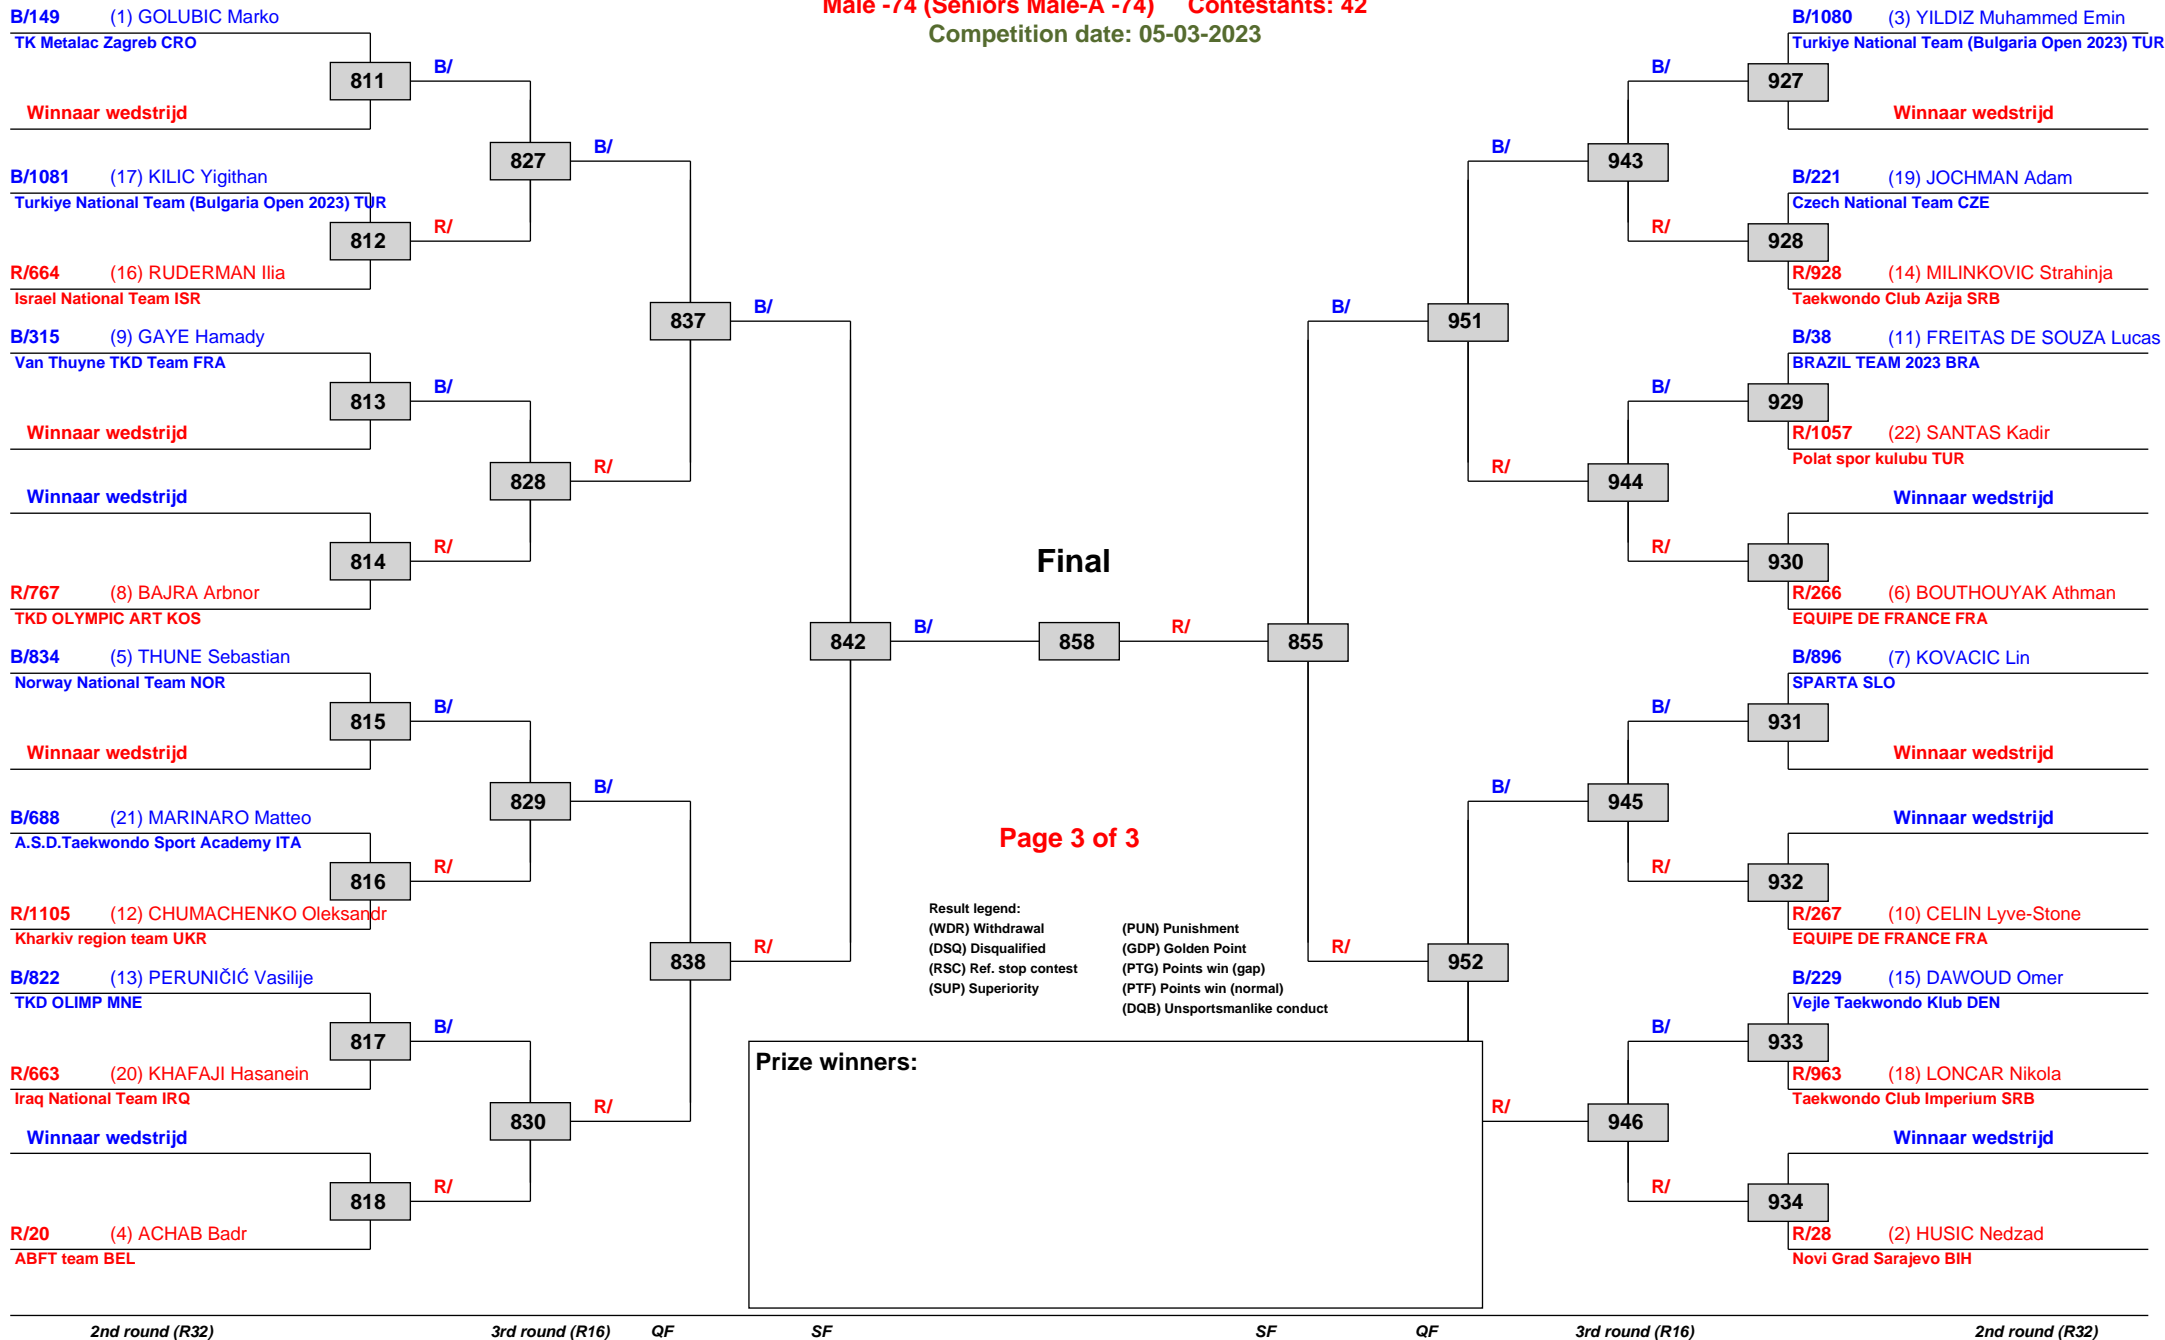 Male -74 (Seniors Male-A -74) Contestants: 42
Competition date: 05-03-2023
B/149 (1) GOLUBIC Marko
TK Metalac Zagreb CRO
811
B/
Winnaar wedstrijd
827
B/
B/1081 (17) KILIC Yigithan
Turkiye National Team (Bulgaria Open 2023) TUR
812
R/
R/664 (16) RUDERMAN Ilia
Israel National Team ISR
837
B/
B/315 (9) GAYE Hamady
Van Thuyne TKD Team FRA
813
B/
Winnaar wedstrijd
828
R/
Winnaar wedstrijd
814
R/
R/767 (8) BAJRA Arbnor
TKD OLYMPIC ART KOS
842
B/
B/834 (5) THUNE Sebastian
Norway National Team NOR
815
B/
Winnaar wedstrijd
829
B/
B/688 (21) MARINARO Matteo
A.S.D.Taekwondo Sport Academy ITA
816
R/
R/1105 (12) CHUMACHENKO Oleksandr
Kharkiv region team UKR
838
R/
B/822 (13) PERUNIČIĆ Vasilije
TKD OLIMP MNE
817
B/
R/663 (20) KHAFAJI Hasanein
Iraq National Team IRQ
830
R/
Winnaar wedstrijd
818
R/
R/20 (4) ACHAB Badr
ABFT team BEL
Final
858
R/
855
B/1080 (3) YILDIZ Muhammed Emin
Turkiye National Team (Bulgaria Open 2023) TUR
B/
927
Winnaar wedstrijd
B/
943
B/221 (19) JOCHMAN Adam
Czech National Team CZE
R/
928
R/928 (14) MILINKOVIC Strahinja
Taekwondo Club Azija SRB
B/
951
B/38 (11) FREITAS DE SOUZA Lucas
BRAZIL TEAM 2023 BRA
B/
929
R/1057 (22) SANTAS Kadir
Polat spor kulubu TUR
R/
944
Winnaar wedstrijd
R/
930
R/266 (6) BOUTHOUYAK Athman
EQUIPE DE FRANCE FRA
B/896 (7) KOVACIC Lin
SPARTA SLO
B/
931
Winnaar wedstrijd
B/
945
Winnaar wedstrijd
R/
932
R/267 (10) CELIN Lyve-Stone
EQUIPE DE FRANCE FRA
R/
952
B/229 (15) DAWOUD Omer
Vejle Taekwondo Klub DEN
B/
933
R/963 (18) LONCAR Nikola
Taekwondo Club Imperium SRB
R/
946
Winnaar wedstrijd
R/
934
R/28 (2) HUSIC Nedzad
Novi Grad Sarajevo BIH
Page 3 of 3
Result legend:
(WDR) Withdrawal (PUN) Punishment
(DSQ) Disqualified (GDP) Golden Point
(RSC) Ref. stop contest (PTG) Points win (gap)
(SUP) Superiority (PTF) Points win (normal)
(DQB) Unsportsmanlike conduct
Prize winners:
2nd round (R32) 3rd round (R16) QF SF SF QF 3rd round (R16) 2nd round (R32)